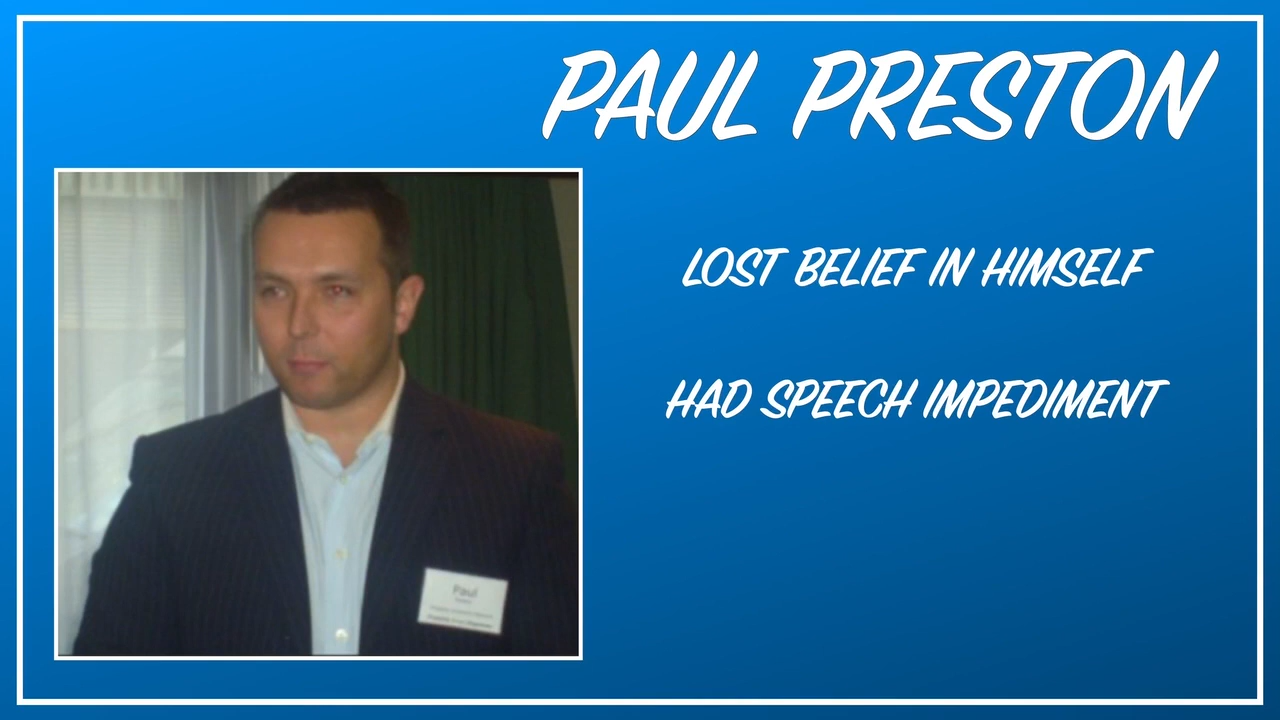 PAUL PRESTON
LOST BELIEF IN HIMSELF
HAD SPEECH IMPEDIMENT
Paul